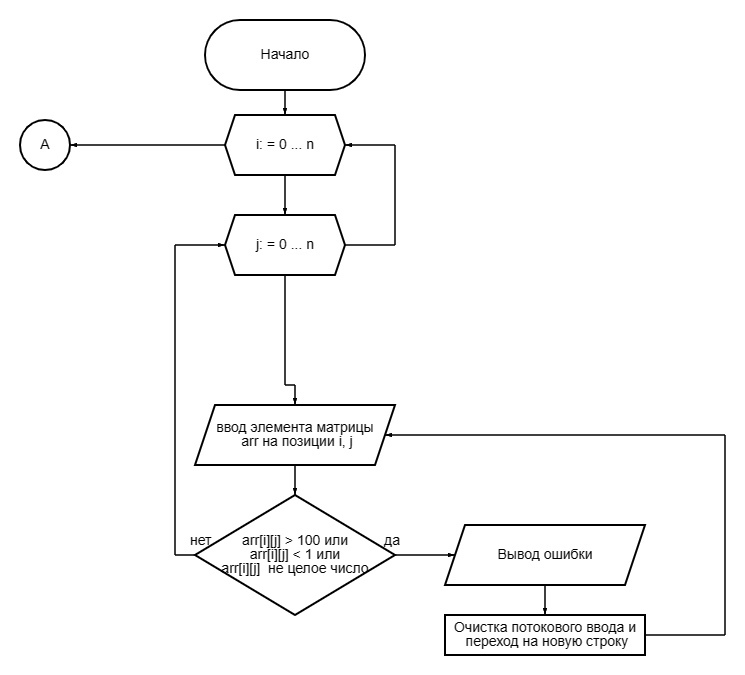 Начало
A
i: = 0 ... n
j: = 0 ... n
ввод элемента матрицы
arr на позиции i, j
нет
arr[i][j] > 100 или
arr[i][j] < 1 или
arr[i][j] не целое число
да
Вывод ошибки
Очистка потокового ввода и
переход на новую строку